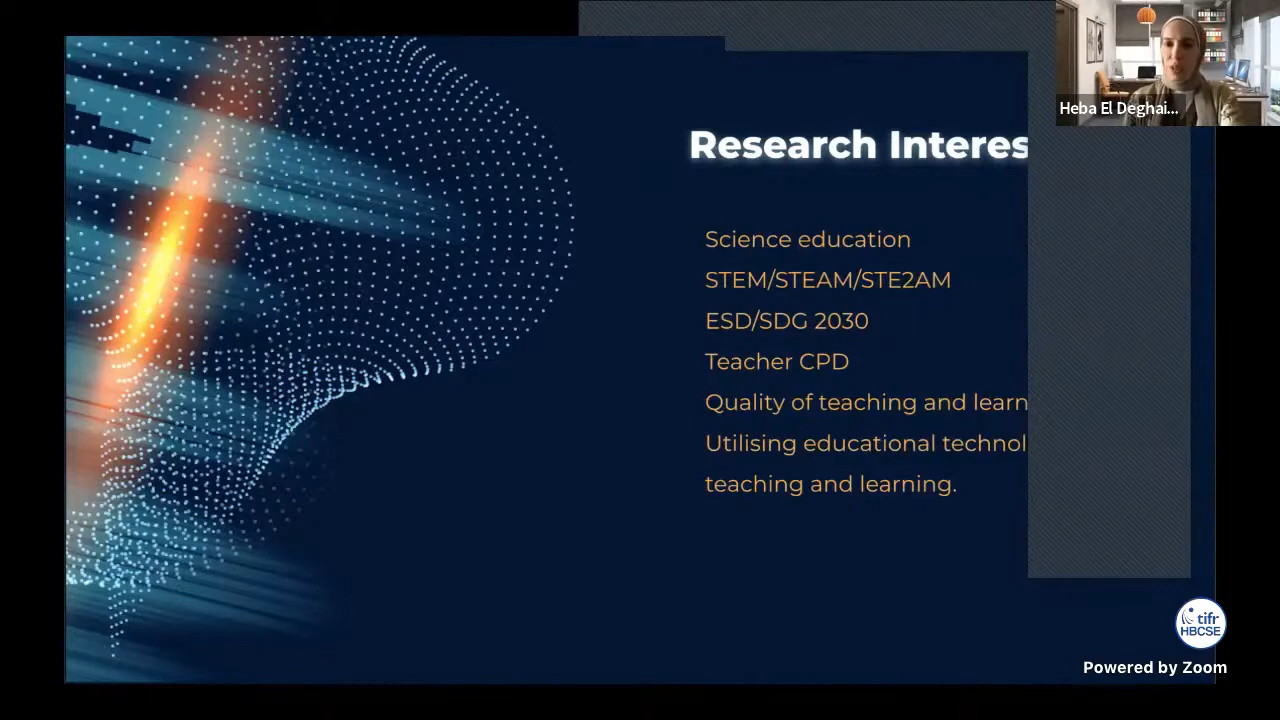 Heba El Deghai...
Research Interes
Science education
STEM/STEAM/STE2AM
ESD/SDG 2030
Teacher CPD
Quality of teaching and learn
Utilising educational technol
teaching and learning.
tifr
HBCSE
Powered by Zoom